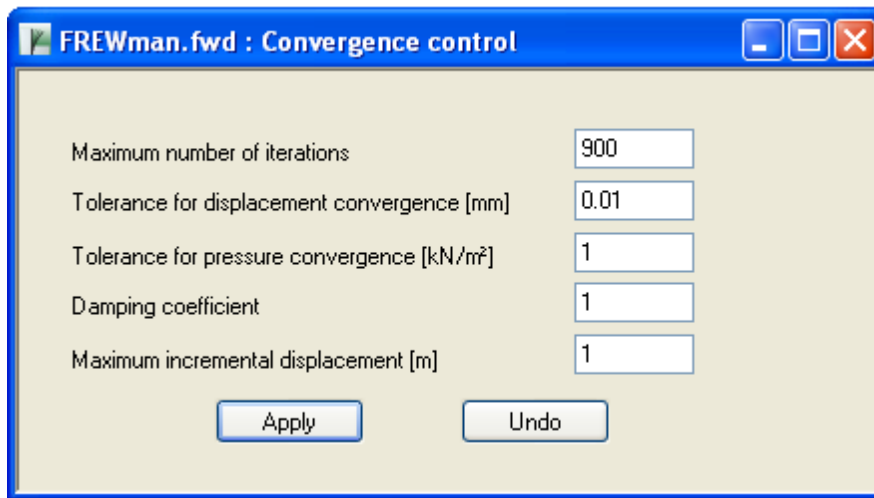 FREWman.fwd : Convergence control
Maximum number of iterations 900
Tolerance for displacement convergence [mm] 0.01
Tolerance for pressure convergence [kN/m²] 1
Damping coefficient 1
Maximum incremental displacement [m] 1
Apply Undo